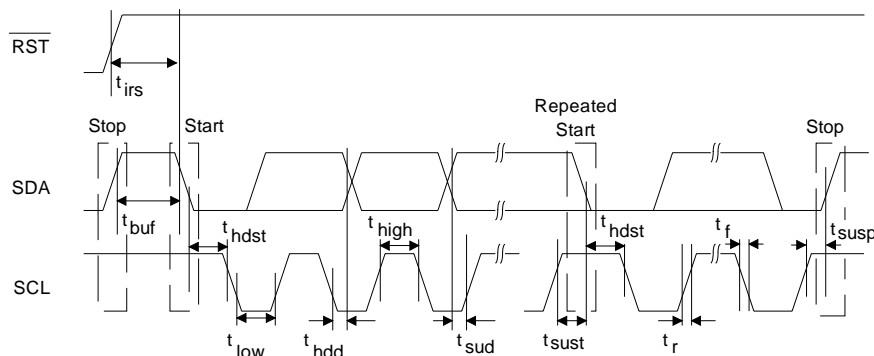 RST
t irs
Repeated
Stop Start Start Stop
SDA
t buf t hdst t high t hdst t f t susp
SCL
t low t hdd t sud t sust t r